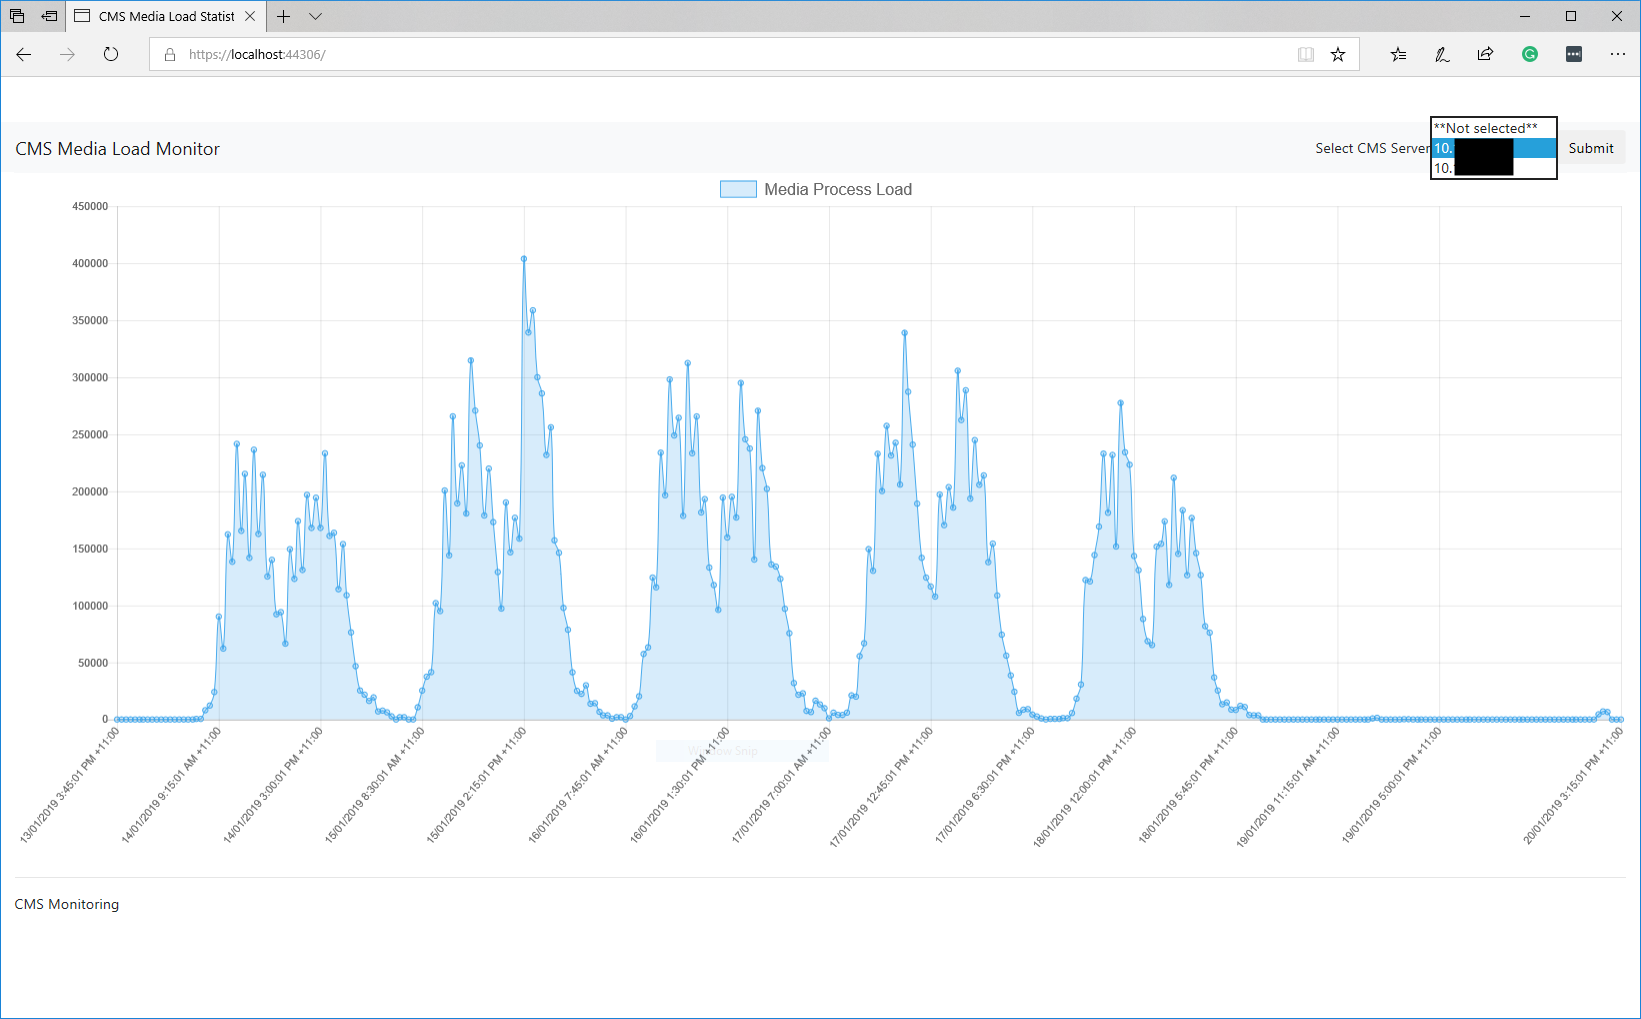 CMS Media Load Statist
https://localhost:44306/
**Not selected**
CMS Media Load Monitor
Select CMS Server
10.
Submit
10.
Media Process Load
450000
400000
350000
300000
250000
200000
150000
100000
50000
0
13/01/2019 3:45:01 PM +11:00
14/01/2019 9:15:01 AM +11:00
14/01/2019 3:00:01 PM +11:00
15/01/2019 8:30:01 AM +11:00
15/01/2019 2:15:01 PM +11:00
16/01/2019 7:45:01 AM +11:00
16/01/2019 1:30:01 PM +11:00
17/01/2019 7:00:01 AM +11:00
17/01/2019 12:45:01 PM +11:00
17/01/2019 6:30:01 PM +11:00
18/01/2019 12:00:01 PM +11:00
18/01/2019 5:45:01 PM +11:00
19/01/2019 11:15:01 AM +11:00
19/01/2019 5:00:01 PM +11:00
20/01/2019 3:15:01 PM +11:00
Window Snip
CMS Monitoring